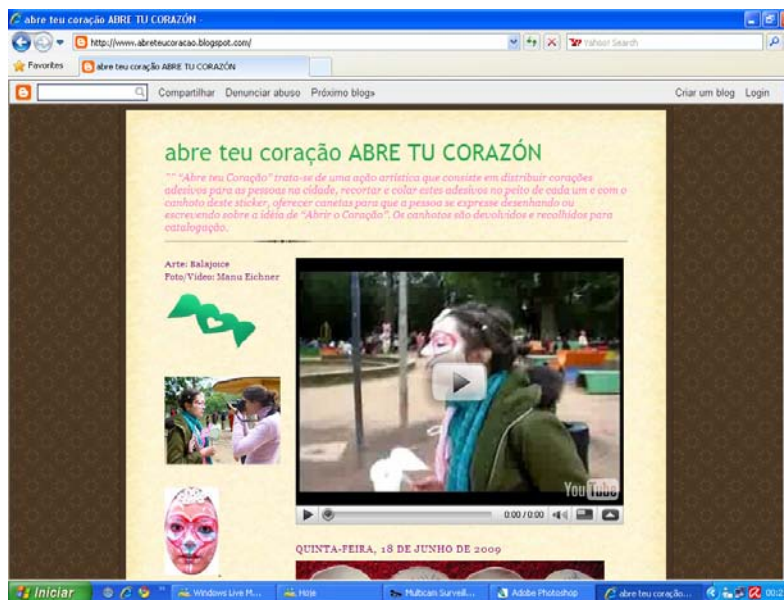 abre teu coração ABRE TU CORAZÓN -
http://www.abreteucoracao.blogspot.com/
Yahoo! Search
Favorites
abre teu coração ABRE TU CORAZÓN
Compartilhar Denunciar abuso Próximo blog»
Criar um blog Login
abre teu coração ABRE TU CORAZÓN
"Abre teu Coração" trata-se de uma ação artística que consiste
em distribuir corações
adesivos para as pessoas na cidade, recortar e colar estes adesivos no peito de cada um e com o
canhoto deste sticker, oferecer canetas para que a pessoa se expresse desenhando ou
escrevendo sobre a idéia de "Abrir o Coração". Os canhotos são devolvidos e recolhidos para
catalogação.
Arte: Balajoice
Foto/Vídeo: Manu Eichner
You Tube
0:00 / 0:00
QUINTA-FEIRA, 18 DE JUNHO DE 2009
Iniciar
Windows Live M...
Hoje
Multicam Surveil...
Adobe Photoshop
abre teu coração...